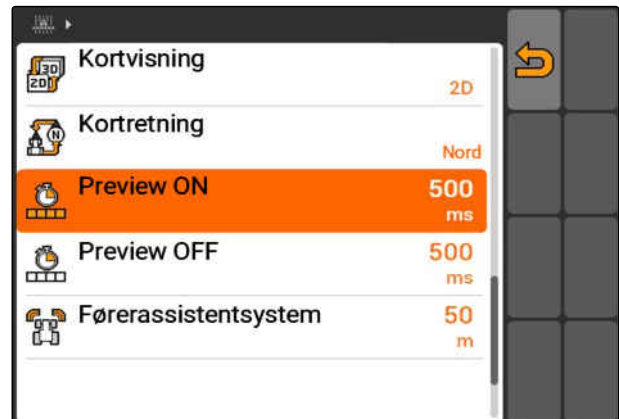 Kortvisning
2D
Kortretning
Nord
Preview ON
500
ms
Preview OFF
500
ms
Førerassistentsystem
50
m